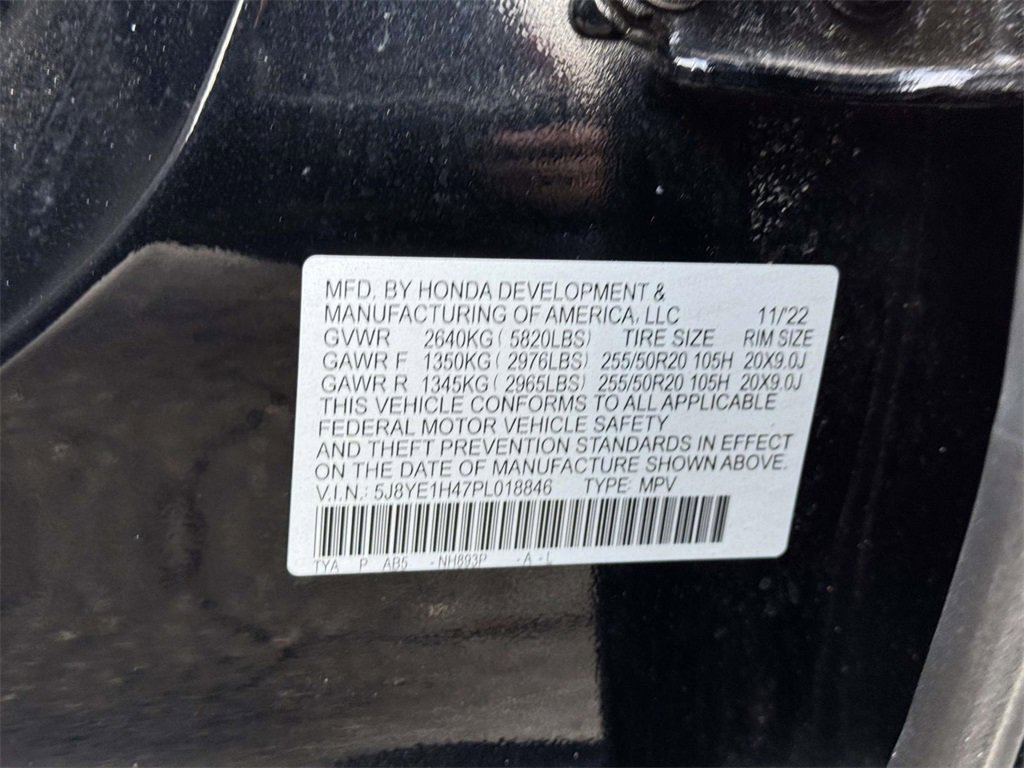 MFD. BY HONDA DEVELOPMENT &
MANUFACTURING OF AMERICA, LLC 11/'22
GVWR 2640KG ( 5820LBS) TIRE SIZE RIM SIZE
GAWR F 1350KG ( 2976LBS) 255/50R20 105H 20X9.0J
GAWR R 1345KG ( 2965LBS) 255/50R20 105H 20X9.0J
THIS VEHICLE CONFORMS TO ALL APPLICABLE
FEDERAL MOTOR VEHICLE SAFETY
AND THEFT PREVENTION STANDARDS IN EFFECT
ON THE DATE OF MANUFACTURE SHOWN ABOVE.
V.I.N.: 5J8YE1H47PL018846 TYPE: MPV
TYA P AB5 -NH893P -A -L